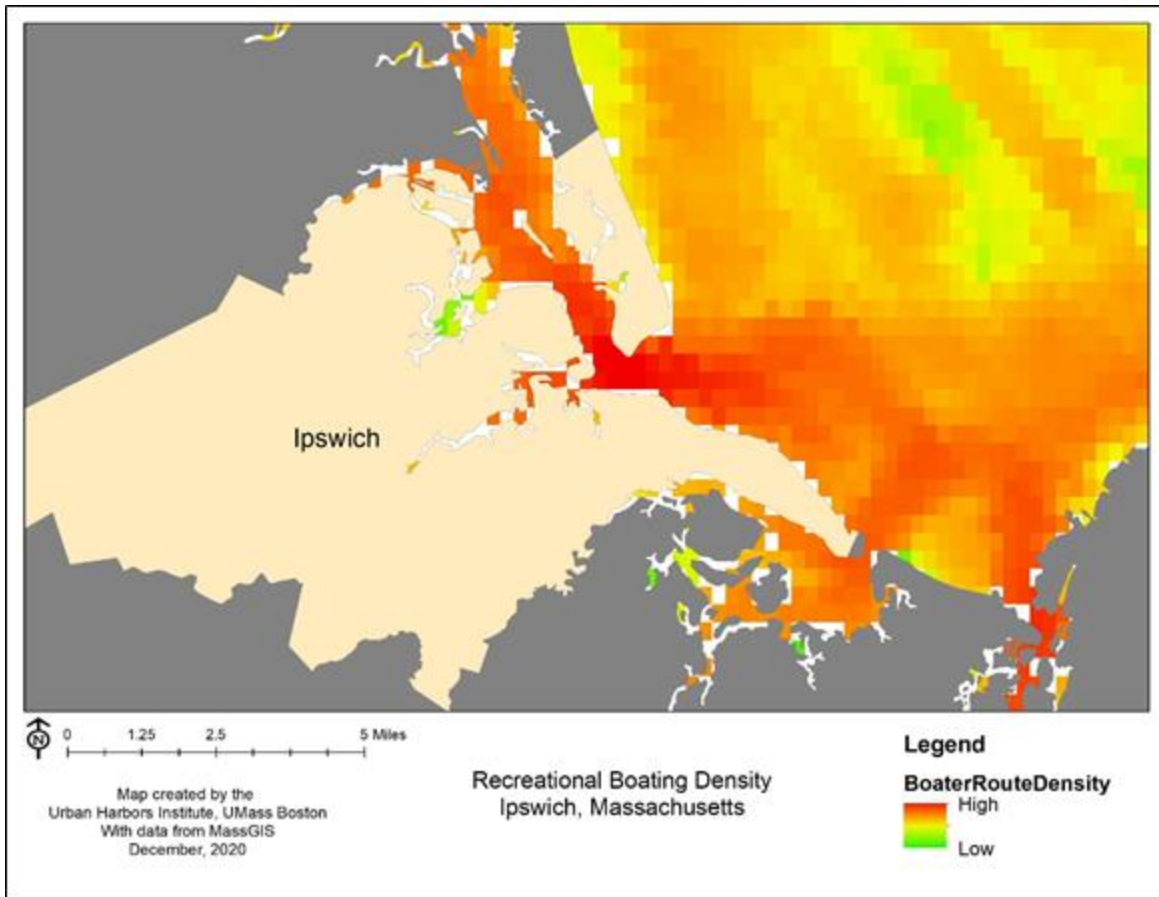 Ipswich
N
0 1.25 2.5 5 Miles
Map created by the
Urban Harbors Institute, UMass Boston
With data from MassGIS
December, 2020
Recreational Boating Density
Ipswich, Massachusetts
Legend
BoaterRouteDensity
High
Low